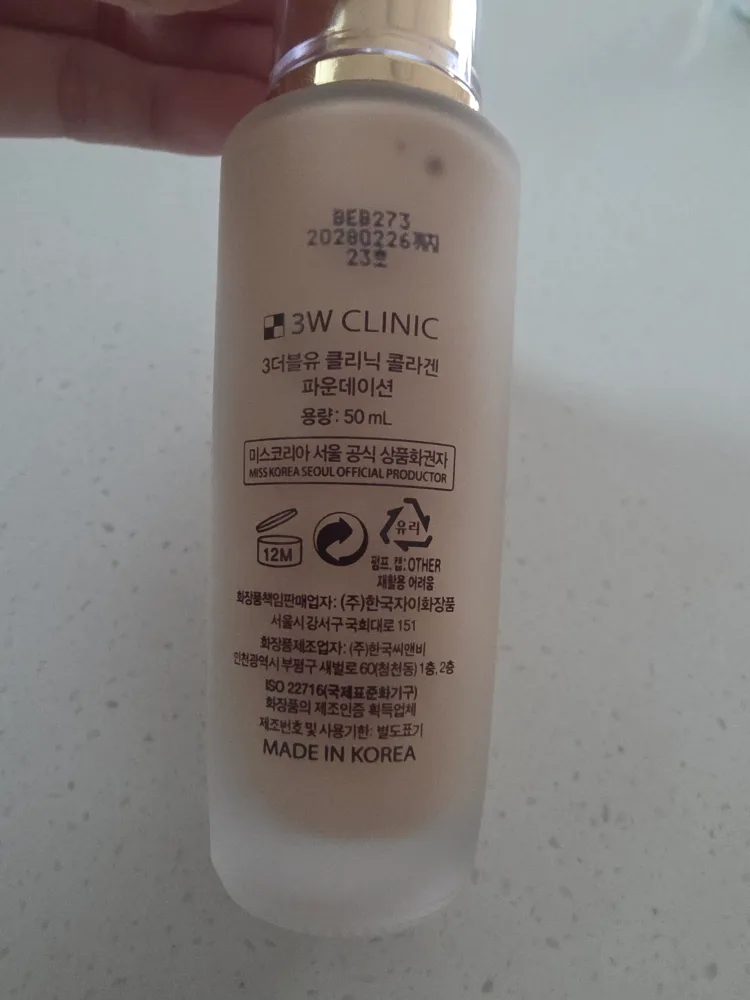 BEB273
20280226까지
23호
3W CLINIC
3더블유 클리닉 콜라겐
파운데이션
용량: 50 mL
미스코리아 서울 공식 상품화권자
MISS KOREA SEOUL OFFICIAL PRODUCTOR
12M
유리
펌프, 캡: OTHER
재활용 어려움
화장품책임판매업자: (주)한국자이화장품
서울시 강서구 국회대로 151
화장품제조업자: (주)한국씨앤비
인천광역시 부평구 새벌로 60(청천동) 1층, 2층
ISO 22716(국제표준화기구)
화장품의 제조인증 획득업체
제조번호 및 사용기한: 별도표기
MADE IN KOREA